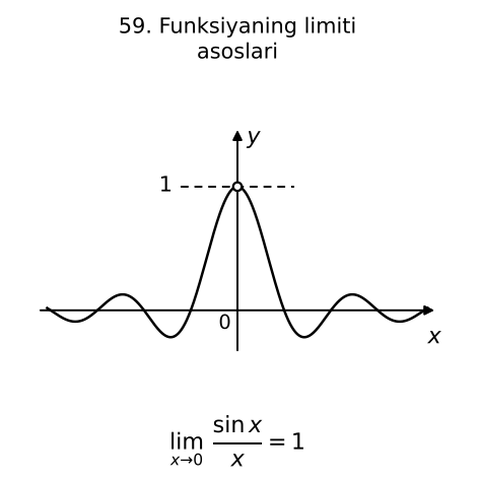 59. Funksiyaning limiti
asoslari
y
1
0
x
lim x→0 sin x / x = 1